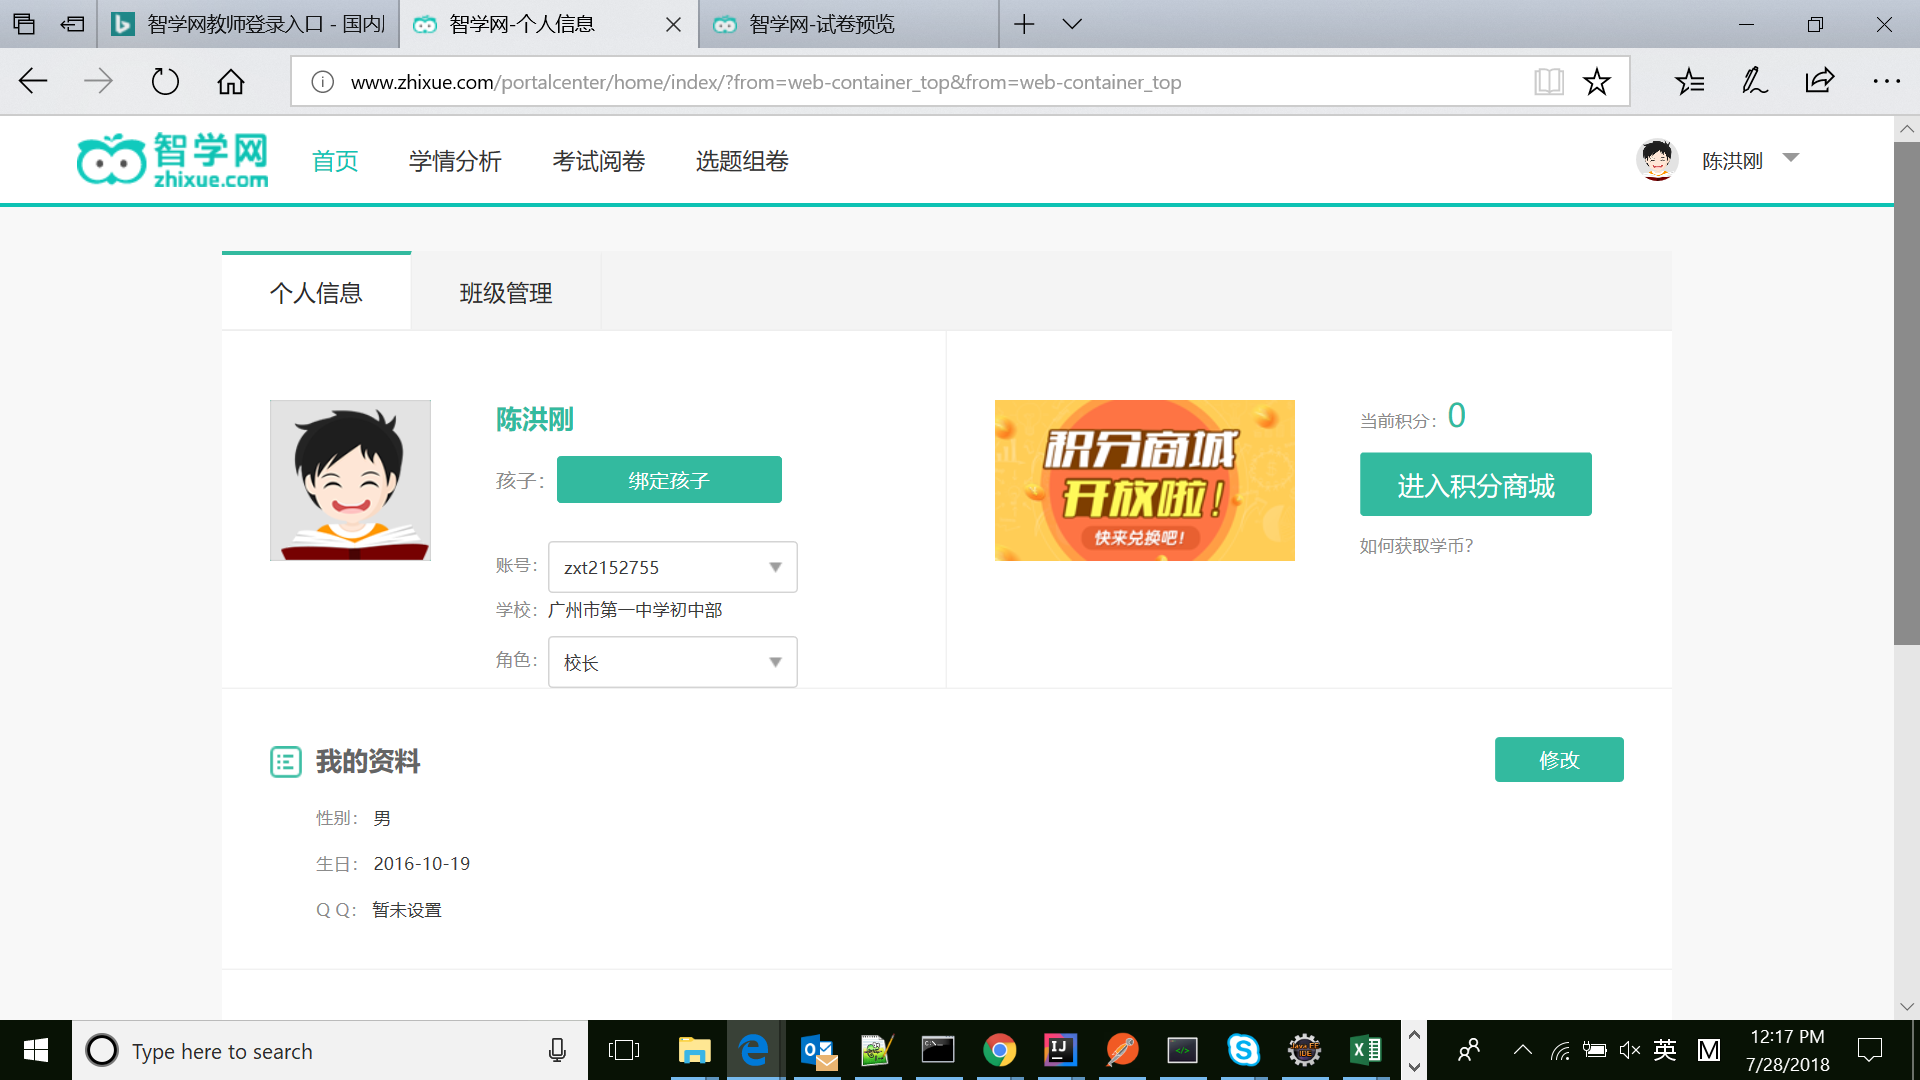 智学网教师登录入口 - 国内
智学网-个人信息
智学网-试卷预览
www.zhixue.com/portalcenter/home/index/?from=web-container_top&from=web-container_top
智学网
zhixue.com
首页
学情分析
考试阅卷
选题组卷
陈洪刚
个人信息
班级管理
陈洪刚
孩子：
绑定孩子
账号：
zxt2152755
学校：
广州市第一中学初中部
角色：
校长
积分商城
开放啦！
快来兑换吧！
当前积分：0
进入积分商城
如何获取学币?
我的资料
修改
性别：
男
生日：
2016-10-19
Q Q：
暂未设置
Type here to search
英
M
12:17 PM
7/28/2018